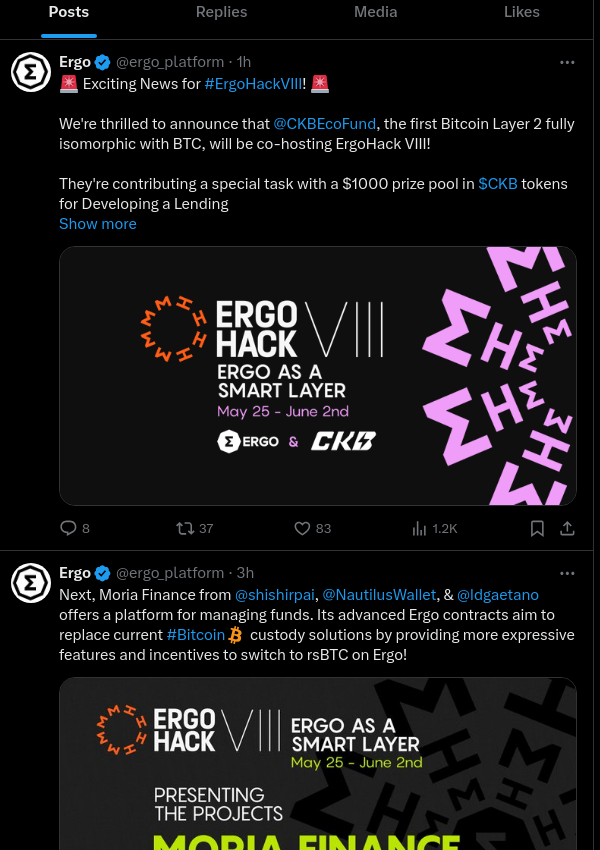 Posts Replies Media Likes
Ergo @ergo_platform · 1h
🚨 Exciting News for #ErgoHackVIII! 🚨
We're thrilled to announce that @CKBEcoFund, the first Bitcoin Layer 2 fully
isomorphic with BTC, will be co-hosting ErgoHack VIII!
They're contributing a special task with a $1000 prize pool in $CKB tokens
for Developing a Lending
Show more
ERGO
HACK VIII
ERGO AS A
SMART LAYER
May 25 - June 2nd
ERGO & CKB
8 37 83 1.2K
Ergo @ergo_platform · 3h
Next, Moria Finance from @shishirpai, @NautilusWallet, & @ldgaetano
offers a platform for managing funds. Its advanced Ergo contracts aim to
replace current #Bitcoin custody solutions by providing more expressive
features and incentives to switch to rsBTC on Ergo!
ERGO
HACK VIII
ERGO AS A
SMART LAYER
May 25 - June 2nd
PRESENTING
THE PROJECTS
MORIA FINANCE